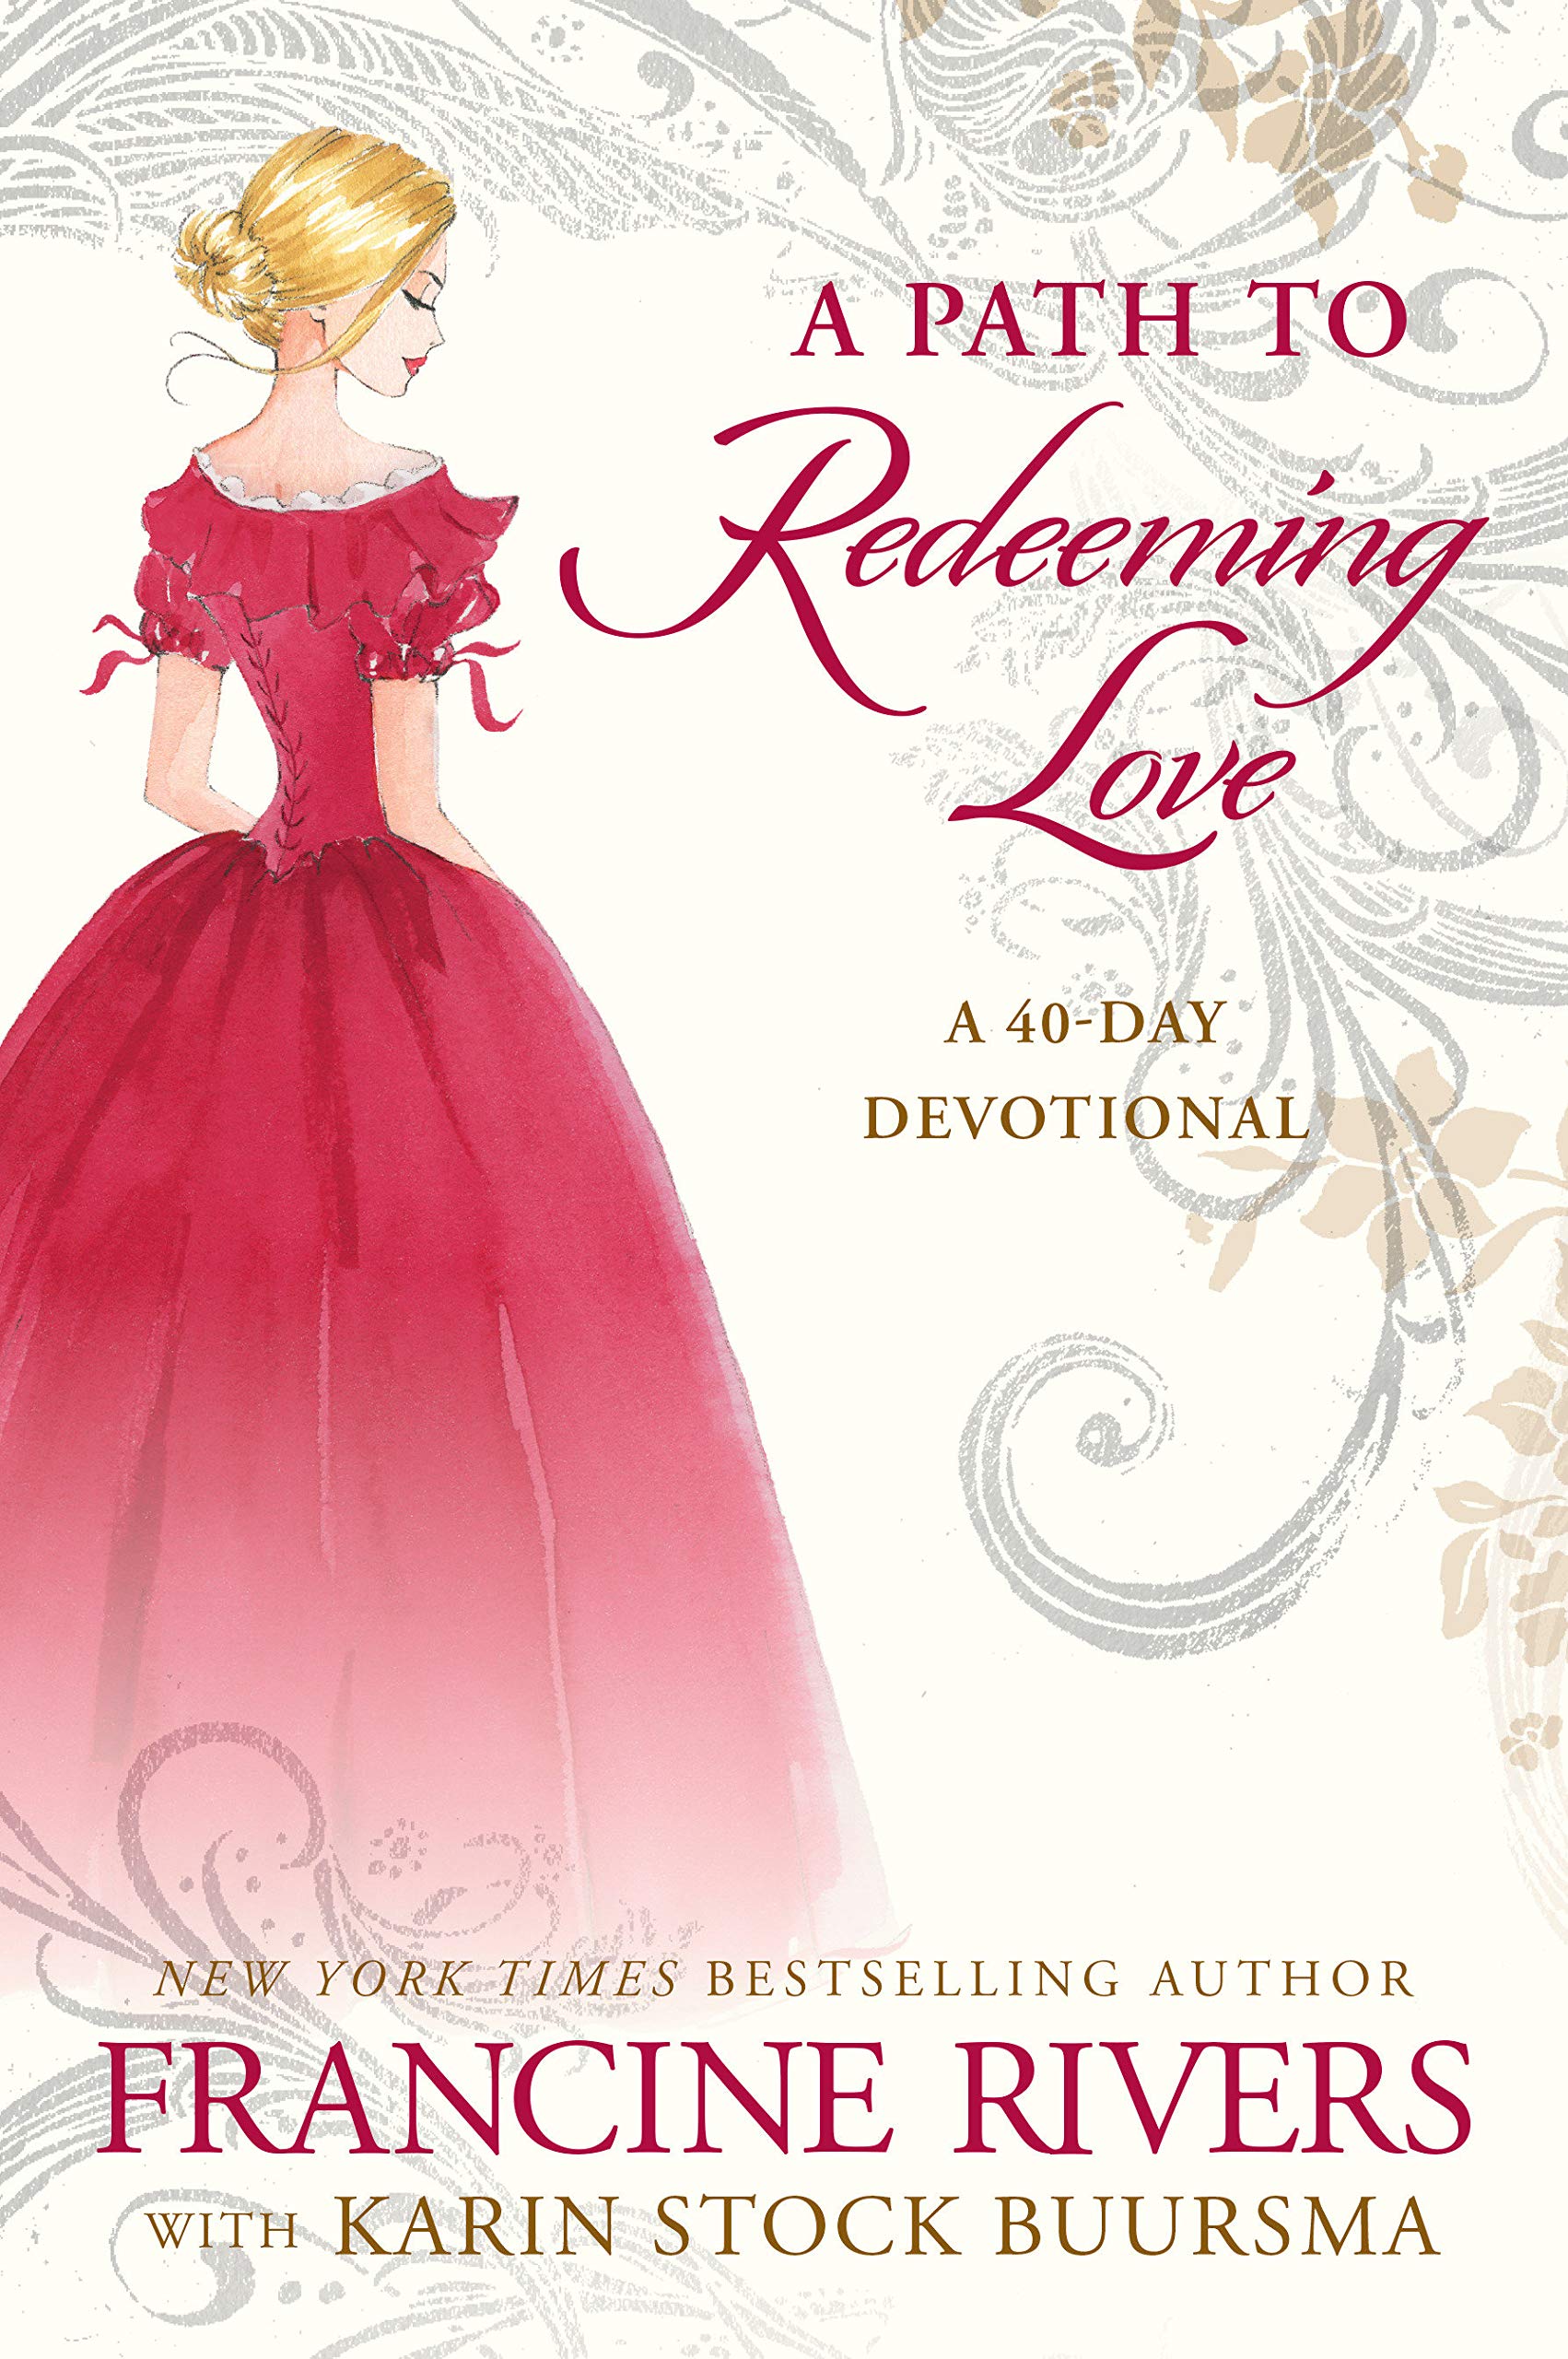 A PATH TO
Redeeming
Love
A 40-DAY
DEVOTIONAL
NEW YORK TIMES BESTSELLING AUTHOR
FRANCINE RIVERS
WITH KARIN STOCK BUURSMA